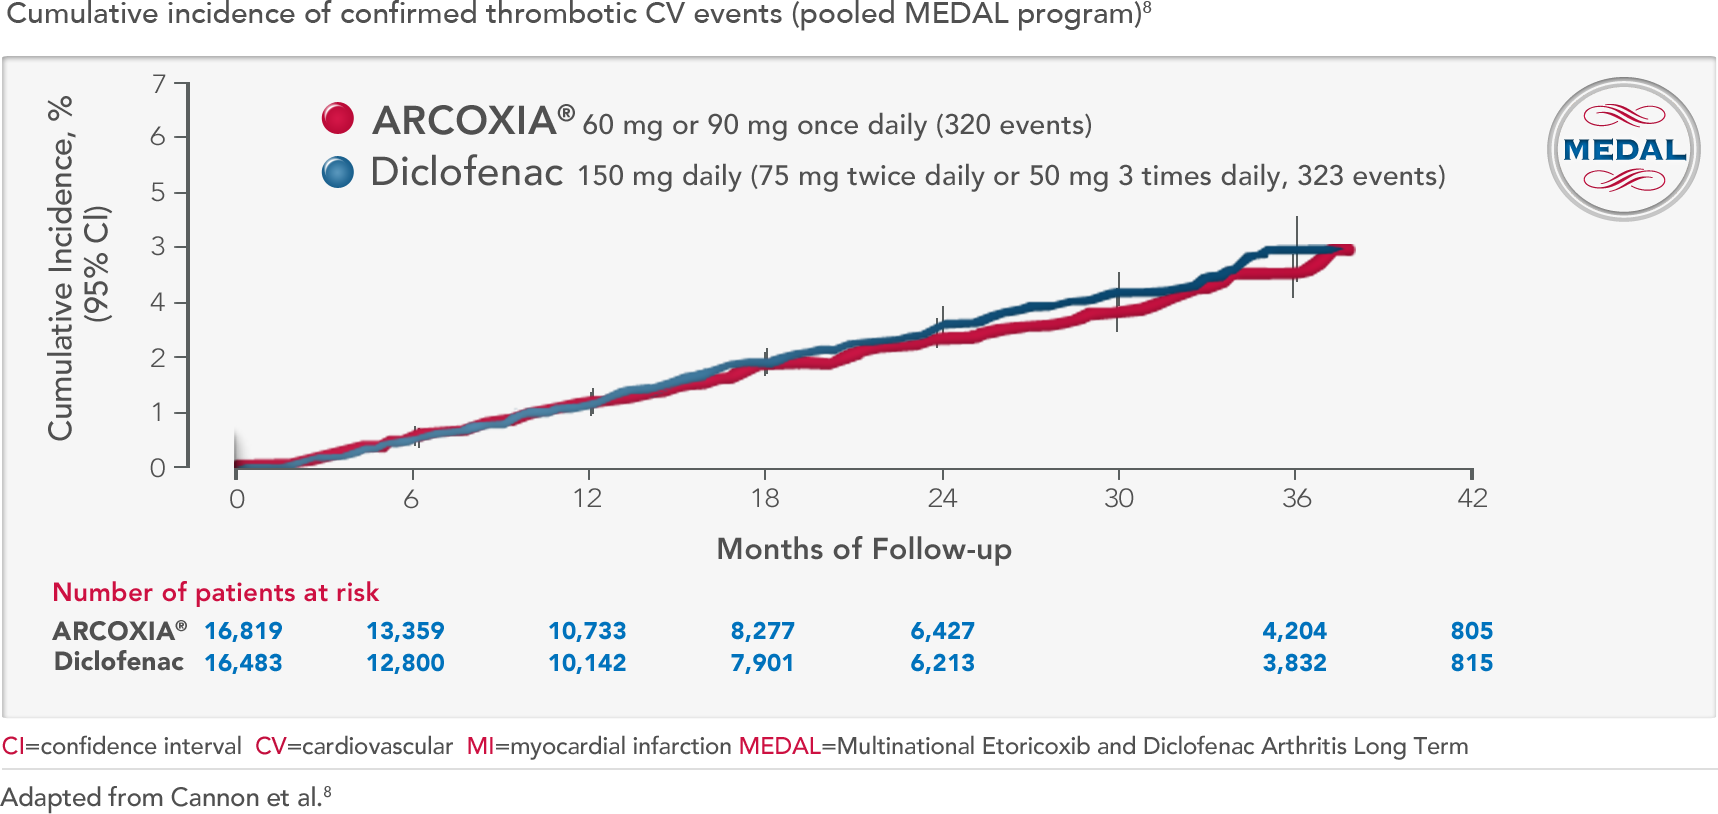 Cumulative incidence of confirmed thrombotic CV events (pooled MEDAL program)8
ARCOXIA® 60 mg or 90 mg once daily (320 events)
Diclofenac 150 mg daily (75 mg twice daily or 50 mg 3 times daily, 323 events)
MEDAL
Cumulative Incidence, %
(95% CI)
7
6
5
3
4
2
1
0
0 6 12 18 24 30 36 42
Months of Follow-up
Number of patients at risk
ARCOXIA® 16,819 13,359 10,733 8,277 6,427 4,204 805
Diclofenac 16,483 12,800 10,142 7,901 6,213 3,832 815
CI=confidence interval CV=cardiovascular MI=myocardial infarction MEDAL=Multinational Etoricoxib and Diclofenac Arthritis Long Term
Adapted from Cannon et al.8